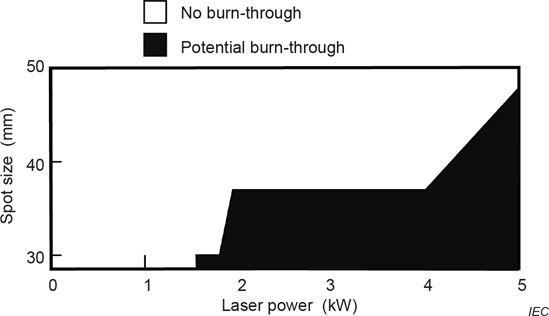 No burn-through
Potential burn-through
50
40
30
Spot size (mm)
0 1 2 3 4 5
Laser power (kW)
IEC